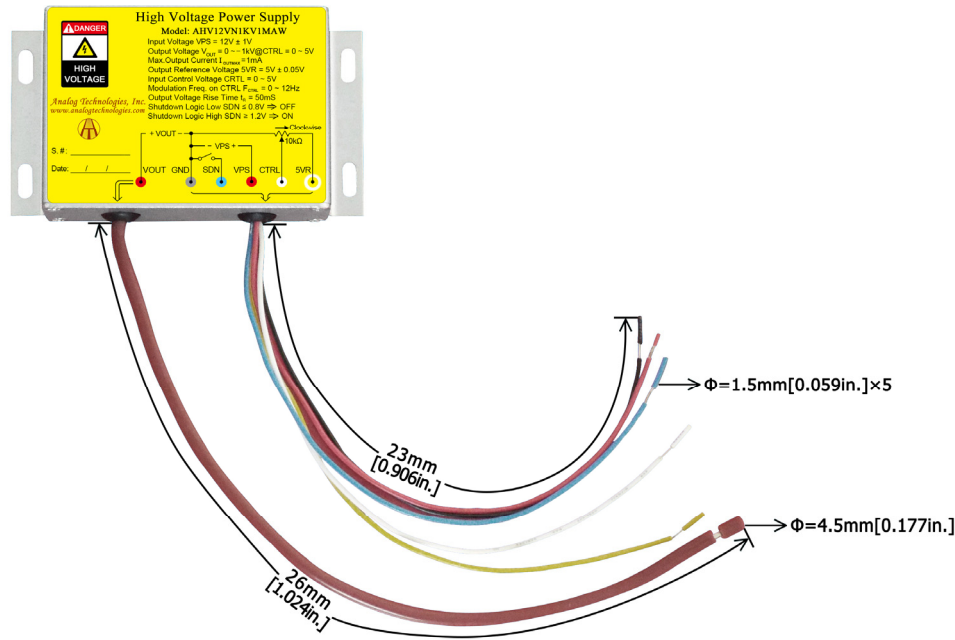 High Voltage Power Supply
Model: AHV12VN1KV1MAW
DANGER
HIGH
VOLTAGE
Input Voltage VPS = 12V ± 1V
Output Voltage VOUT = 0 ~ −1kV@CTRL = 0 ~ 5V
Max.Output Current IOUTMAX =1mA
Output Reference Voltage 5VR = 5V ± 0.05V
Input Control Voltage CRTL = 0 ~ 5V
Modulation Freq. on CTRL FCTRL = 0 ~ 12Hz
Output Voltage Rise Time tR = 50mS
Shutdown Logic Low SDN ≤ 0.8V ⇒ OFF
Shutdown Logic High SDN ≥ 1.2V ⇒ ON
Analog Technologies, Inc.
www.analogtechnologies.com
AT
S. #:
Date: / /
+ VOUT −
− VPS +
Clockwise
10kΩ
VOUT GND SDN VPS CTRL 5VR
Φ=1.5mm[0.059in.]×5
23mm
[0.906in.]
Φ=4.5mm[0.177in.]
26mm
[1.024in.]